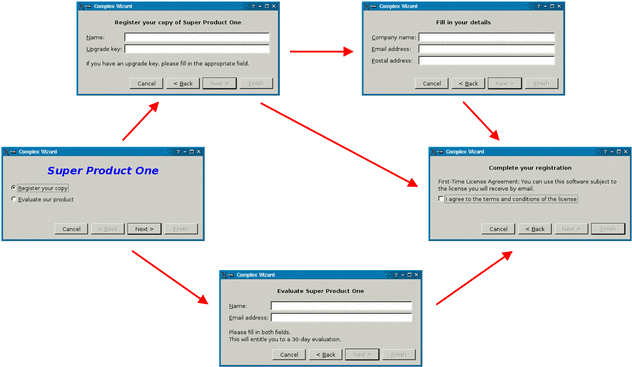 Complex Wizard
Register your copy of Super Product One
Name:
Upgrade key:
If you have an upgrade key, please fill in the appropriate field.
Cancel < Back Next > Finish
Complex Wizard
Fill in your details
Company name:
Email address:
Postal address:
Cancel < Back Next > Finish
Complex Wizard
Super Product One
Register your copy
Evaluate our product
Cancel < Back Next > Finish
Complex Wizard
Complete your registration
First-Time License Agreement: You can use this software subject to
the license you will receive by email.
I agree to the terms and conditions of the license
Cancel < Back Next > Finish
Complex Wizard
Evaluate Super Product One
Name:
Email address:
Please fill in both fields.
This will entitle you to a 30-day evaluation.
Cancel < Back Next > Finish